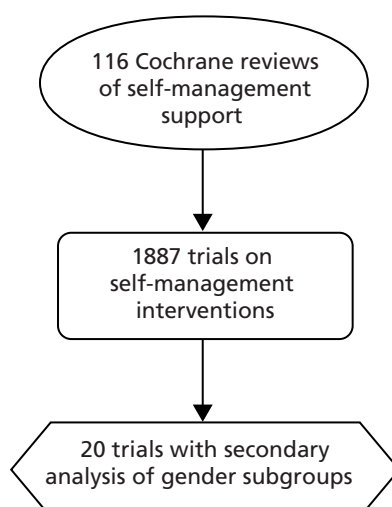 116 Cochrane reviews
of self-management
support
1887 trials on
self-management
interventions
20 trials with secondary
analysis of gender subgroups